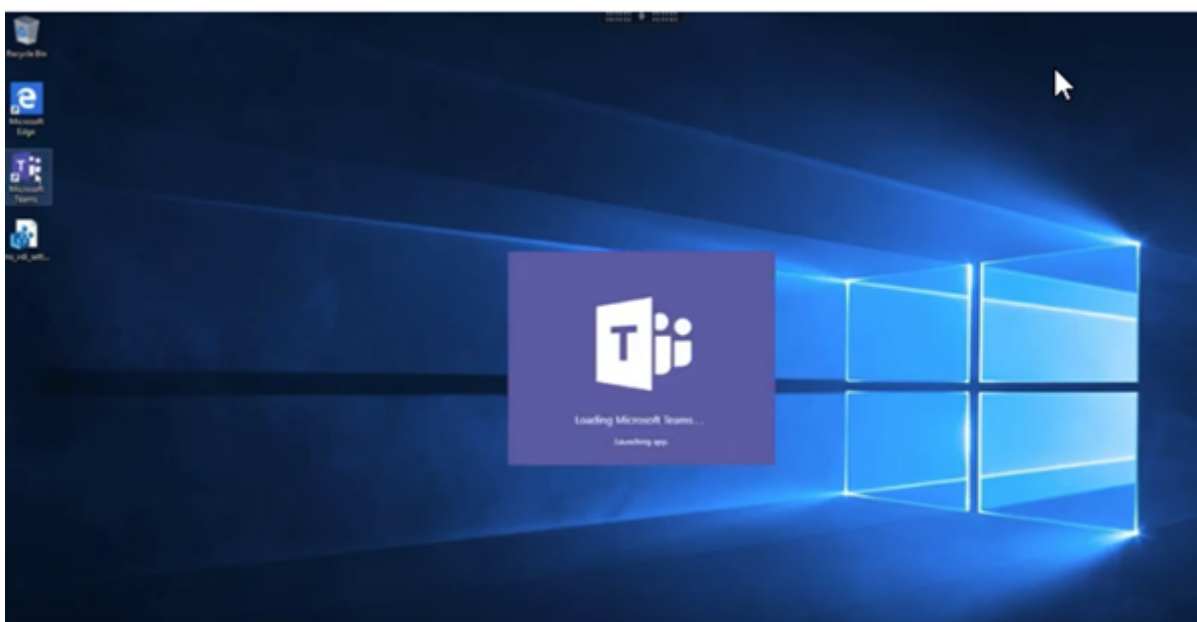 Recycle Bin
Microsoft
Edge
Microsoft
Teams
T
Loading Microsoft Teams...
Launching app.